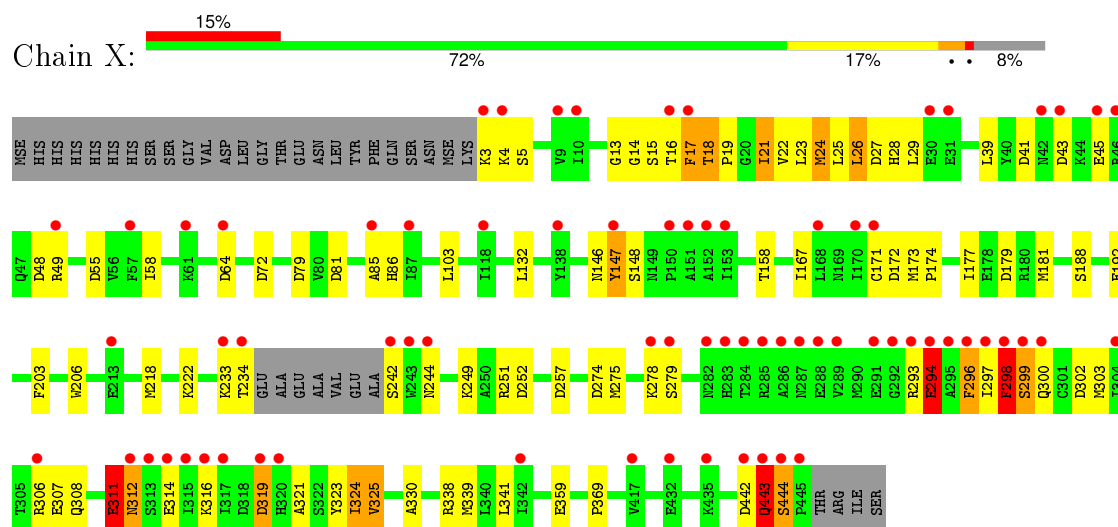 15%
Chain X:
72% 17% • • 8%
MSE HIS HIS HIS HIS HIS HIS SER SER GLY VAL ASP LEU GLY THR GLU ASN LEU TYR PHE GLN SER ASN MSE LYS K3 K4 S5 V9 I10 G13 G14 S15 T16 F17 T18 P19 G20 I21 V22 L23 M24 L25 L26 D27 H28 L29 E30 E31 L39 Y40 D41 N42 D43 K44 E45 R46
Q47 D48 R49 D55 V56 F57 I58 K61 D64 D72 D79 V80 D81 A85 H86 I87 L103 I118 L132 Y138 N146 Y147 S148 N149 P150 A151 A152 I153 T158 I167 L168 N169 I170 C171 D172 M173 P174 I177 E178 D179 R180 M181 S188
F203 W206 E213 M218 K222 K233 T234 GLU ALA GLU ALA VAL GLU ALA S242 W243 N244 K249 A250 R251 D252 D257 D274 M275 K278 S279 N282 H283 T284 R285 A286 N287 E288 V289 M290 E291 G292 R293 E294 A295 F296 I297 F298 S299 Q300 C301 D302 M303
T305 R306 E307 Q308 E311 N312 S313 E314 I315 K316 I317 D318 D319 H320 A321 S322 Y323 I324 V325 A330 R338 M339 L340 L341 I342 E359 P369 V417 E432 K435 D442 Q443 S444 P445 THR ARG ILE SER